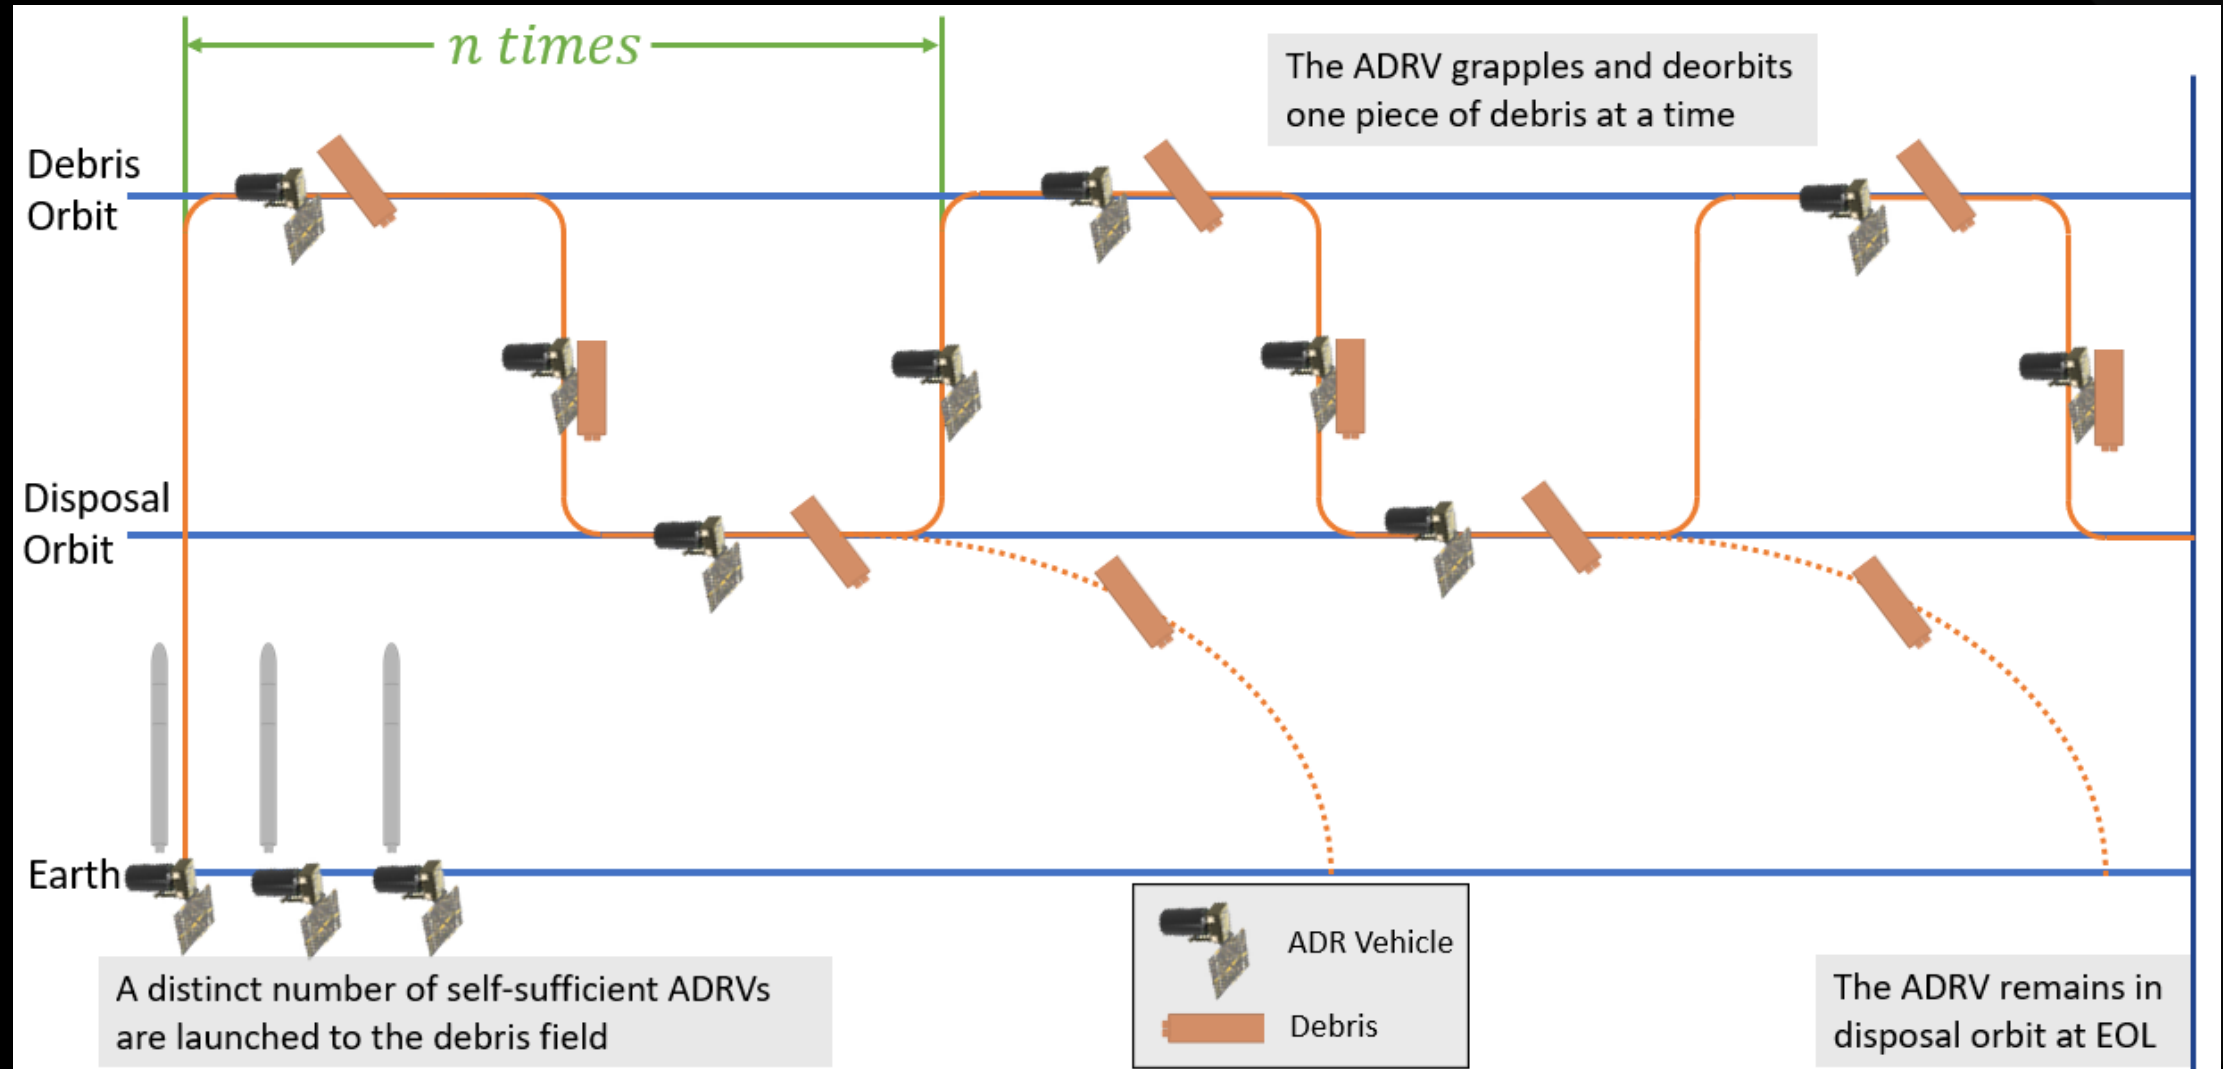 n times
The ADRV grapples and deorbits
one piece of debris at a time
Debris
Orbit
Disposal
Orbit
Earth
ADR Vehicle
Debris
A distinct number of self-sufficient ADRVs
are launched to the debris field
The ADRV remains in
disposal orbit at EOL